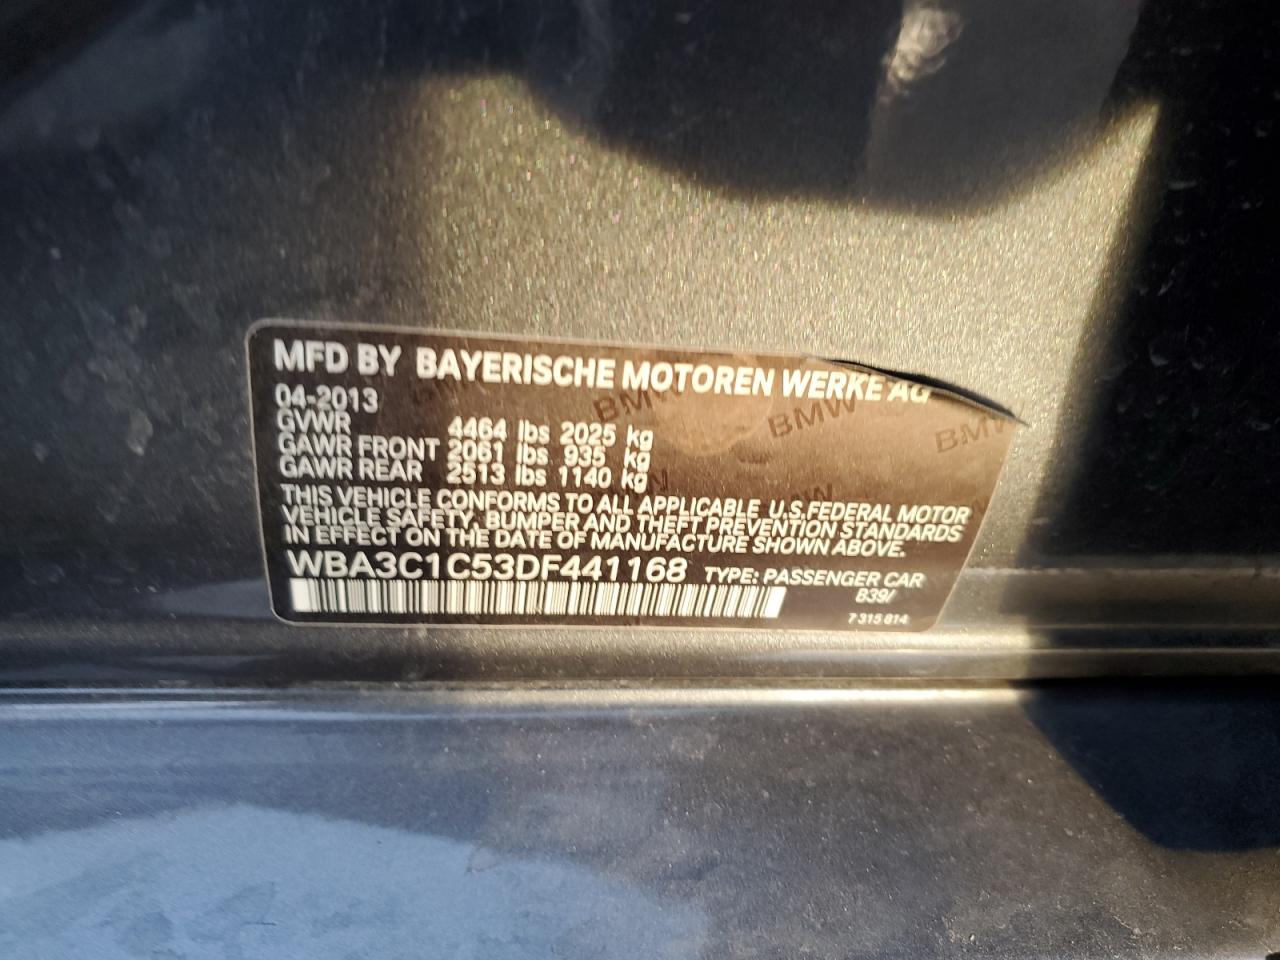 MFD BY BAYERISCHE MOTOREN WERKE AG
04-2013
GVWR 4464 lbs 2025 kg
GAWR FRONT 2061 lbs 935 kg
GAWR REAR 2513 lbs 1140 kg
THIS VEHICLE CONFORMS TO ALL APPLICABLE U.S.FEDERAL MOTOR
VEHICLE SAFETY, BUMPER AND THEFT PREVENTION STANDARDS
IN EFFECT ON THE DATE OF MANUFACTURE SHOWN ABOVE.
WBA3C1C53DF441168 TYPE: PASSENGER CAR
B39/
7 315 814
BMW BMW BMW